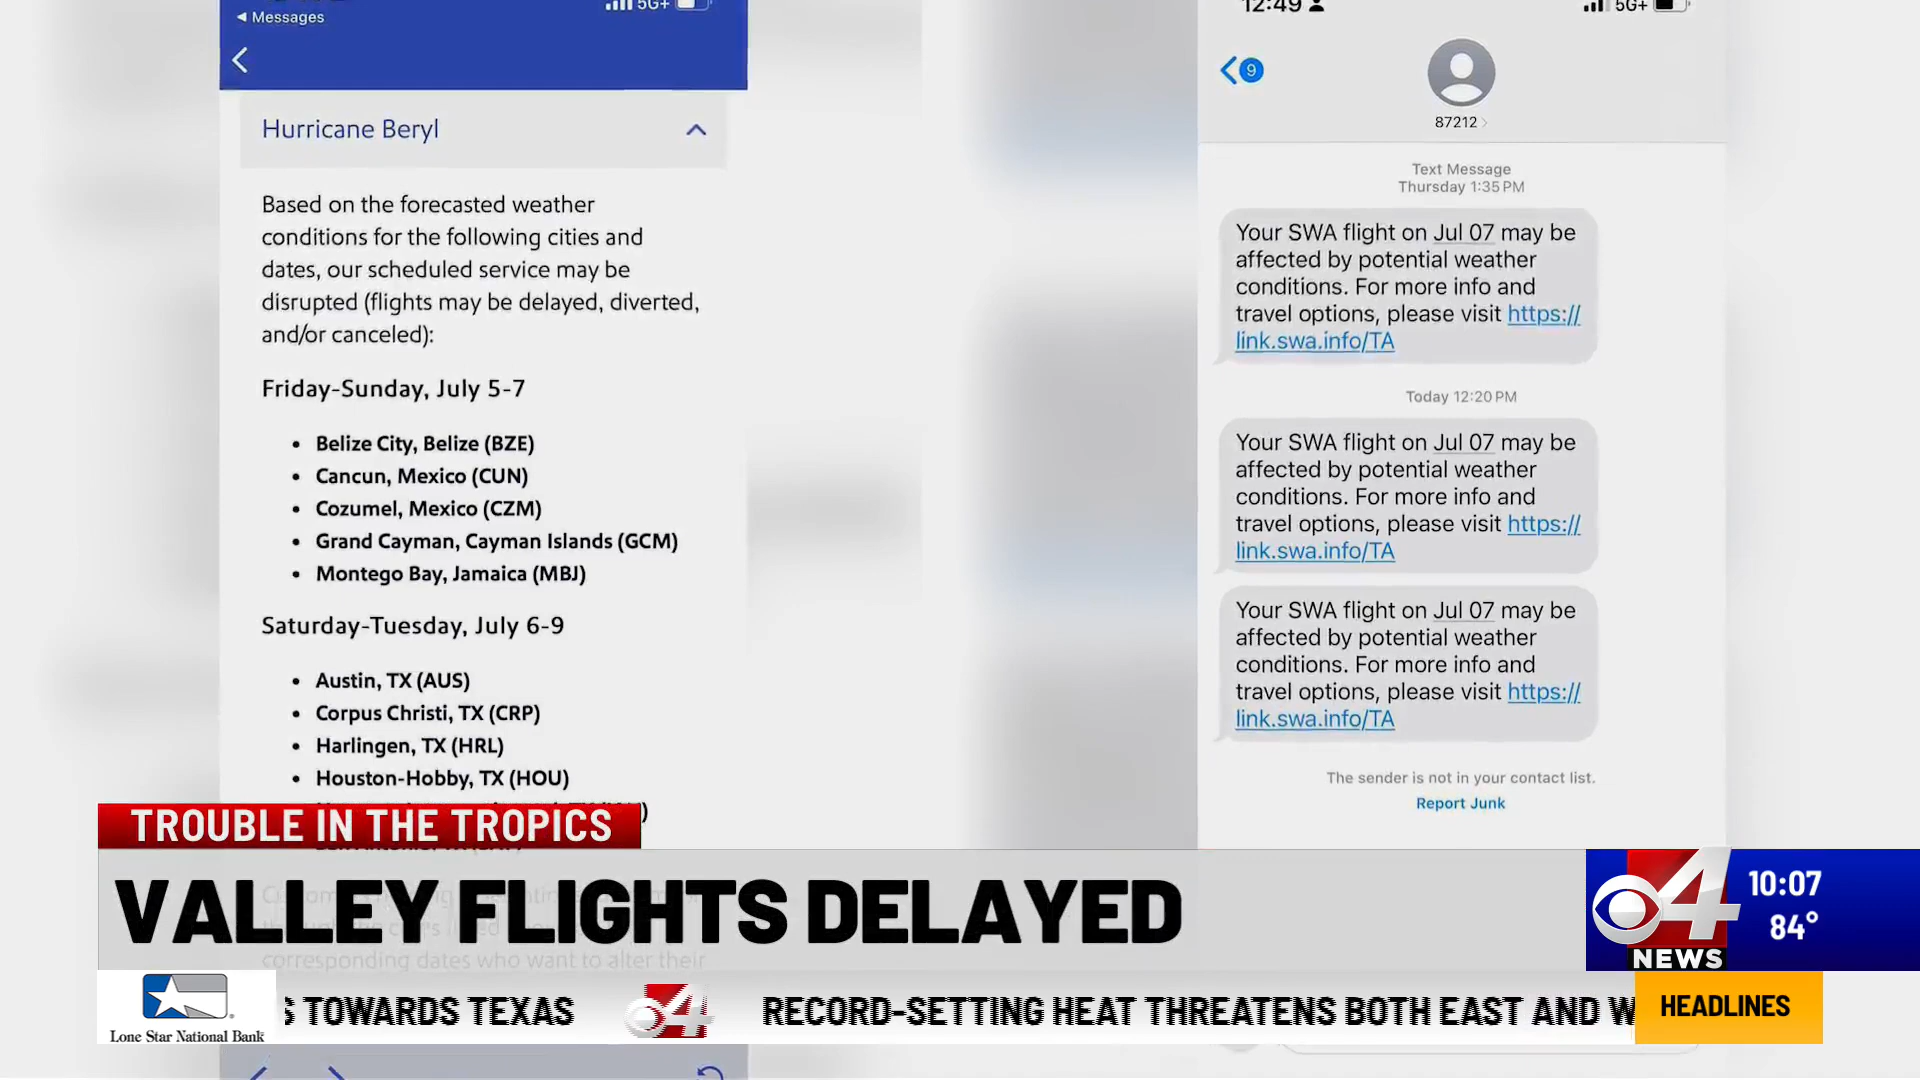 Messages
5G+
Hurricane Beryl
Based on the forecasted weather
conditions for the following cities and
dates, our scheduled service may be
disrupted (flights may be delayed, diverted,
and/or canceled):
Friday-Sunday, July 5-7
• Belize City, Belize (BZE)
• Cancun, Mexico (CUN)
• Cozumel, Mexico (CZM)
• Grand Cayman, Cayman Islands (GCM)
• Montego Bay, Jamaica (MBJ)
Saturday-Tuesday, July 6-9
• Austin, TX (AUS)
• Corpus Christi, TX (CRP)
• Harlingen, TX (HRL)
• Houston-Hobby, TX (HOU)
corresponding dates who want to alter their
12:49
5G+
9
87212
Text Message
Thursday 1:35 PM
Your SWA flight on Jul 07 may be
affected by potential weather
conditions. For more info and
travel options, please visit https://
link.swa.info/TA
Today 12:20 PM
Your SWA flight on Jul 07 may be
affected by potential weather
conditions. For more info and
travel options, please visit https://
link.swa.info/TA
Your SWA flight on Jul 07 may be
affected by potential weather
conditions. For more info and
travel options, please visit https://
link.swa.info/TA
The sender is not in your contact list.
Report Junk
TROUBLE IN THE TROPICS
VALLEY FLIGHTS DELAYED
4
NEWS
10:07
84°
Lone Star National Bank
S TOWARDS TEXAS
4
RECORD-SETTING HEAT THREATENS BOTH EAST AND W
HEADLINES